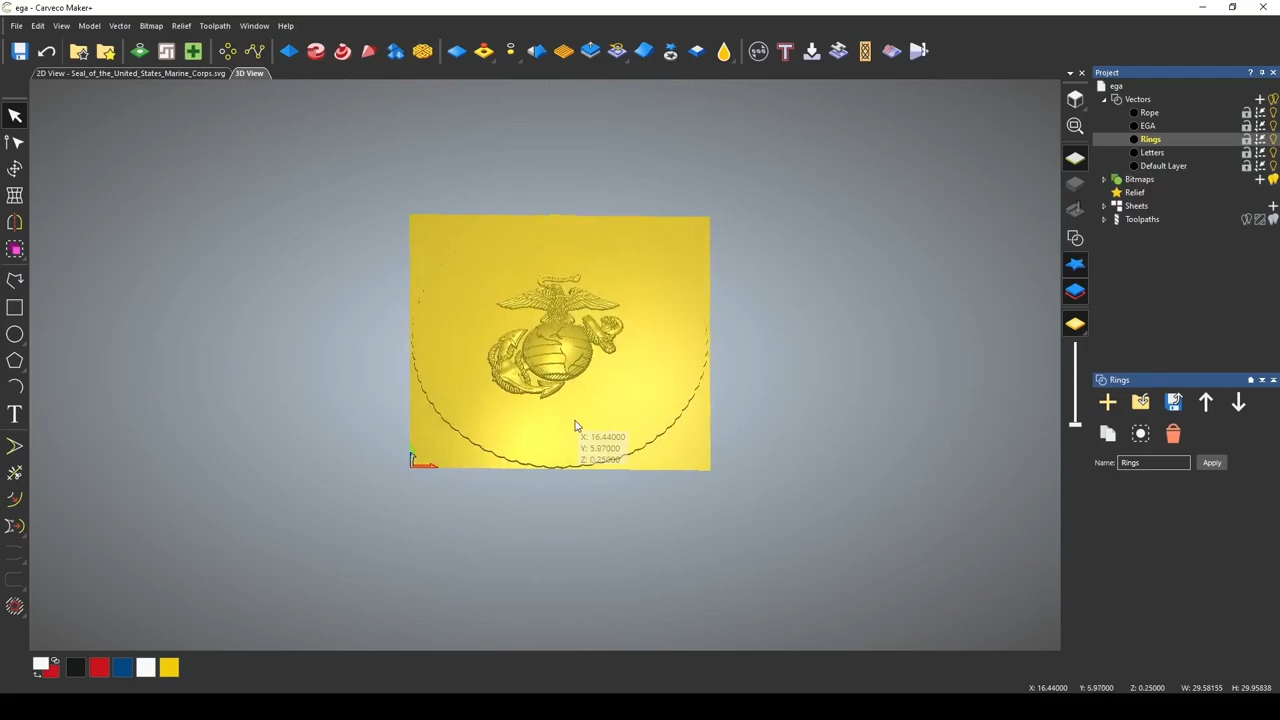 ega - Carveco Maker+
File Edit View Model Vector Bitmap Relief Toolpath Window Help
2D View - Seal_of_the_United_States_Marine_Corps.svg 3D View
Project
ega
Vectors
Rope
EGA
Rings
Letters
Default Layer
Bitmaps
Relief
Sheets
Toolpaths
X: 16.44000
Y: 5.97000
Z: 0.25000
Rings
Name: Rings Apply
X: 16.44000 Y: 5.97000 Z: 0.25000 W: 29.58155 H: 29.95838